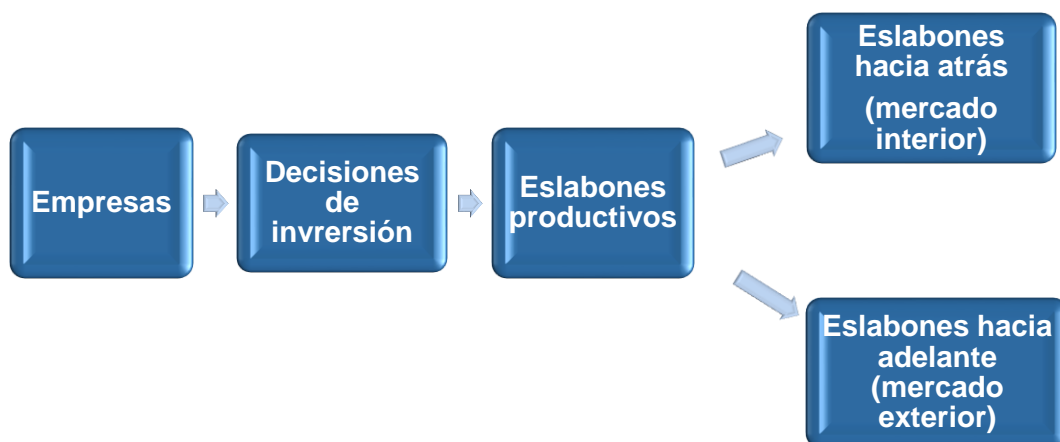 Empresas
Decisiones
de
invrersión
Eslabones
productivos
Eslabones
hacia atrás
(mercado
interior)
Eslabones hacia
adelante
(mercado
exterior)